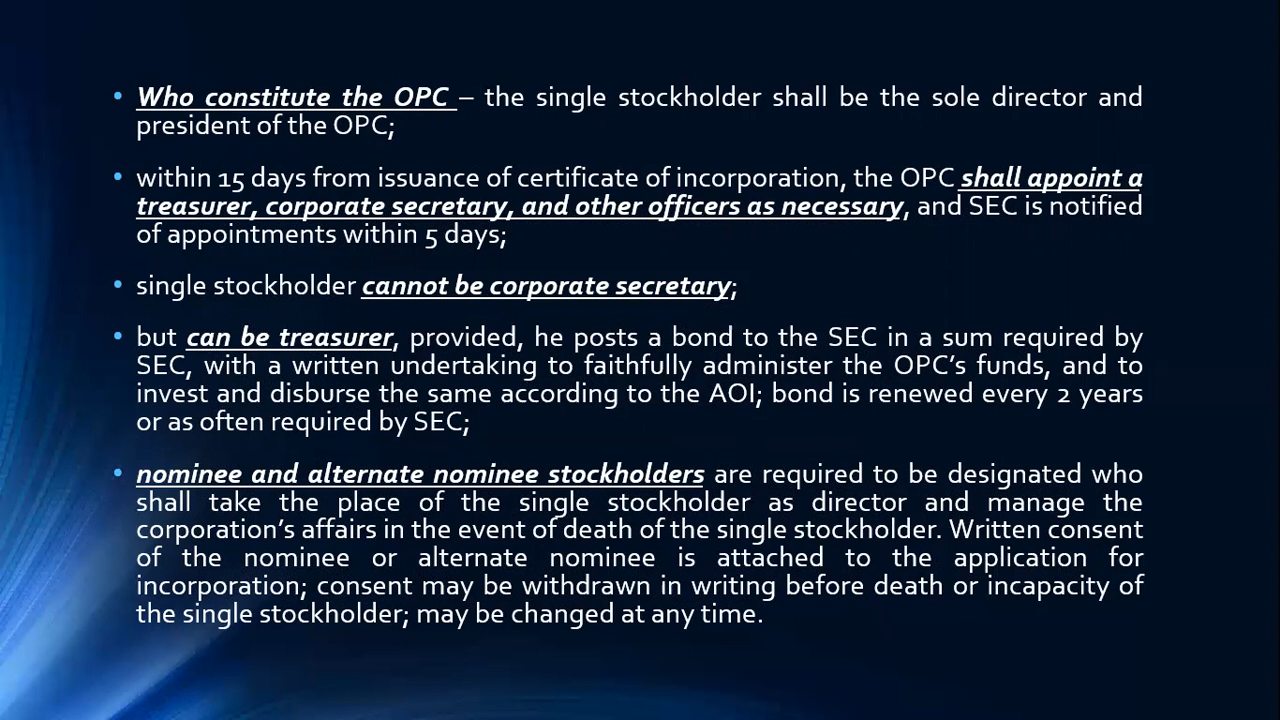 • Who constitute the OPC – the single stockholder shall be the sole director and
president of the OPC;
• within 15 days from issuance of certificate of incorporation, the OPC shall appoint a
treasurer, corporate secretary, and other officers as necessary, and SEC is notified
of appointments within 5 days;
• single stockholder cannot be corporate secretary;
• but can be treasurer, provided, he posts a bond to the SEC in a sum required by
SEC, with a written undertaking to faithfully administer the OPC’s funds, and to
invest and disburse the same according to the AOI; bond is renewed every 2 years
or as often required by SEC;
• nominee and alternate nominee stockholders are required to be designated who
shall take the place of the single stockholder as director and manage the
corporation’s affairs in the event of death of the single stockholder. Written consent
of the nominee or alternate nominee is attached to the application for
incorporation; consent may be withdrawn in writing before death or incapacity of
the single stockholder; may be changed at any time.